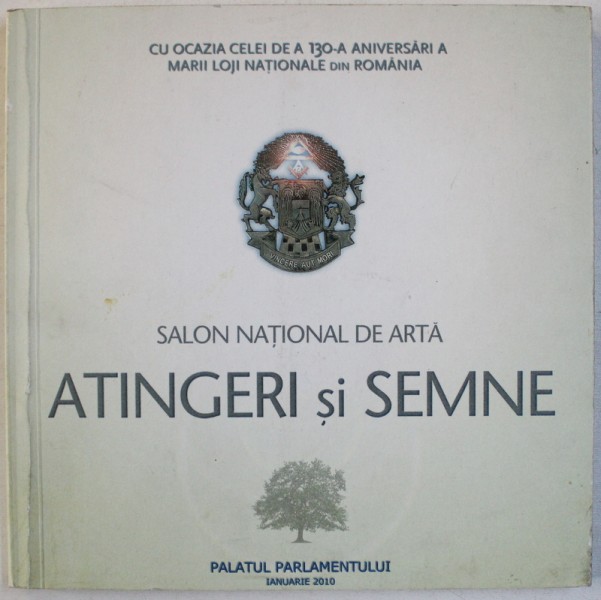 CU OCAZIA CELEI DE A 130-A ANIVERSĂRI A
MARII LOJI NAȚIONALE DIN ROMÂNIA
VINCERE AUT MORI
SALON NAȚIONAL DE ARTĂ
ATINGERI și SEMNE
PALATUL PARLAMENTULUI
IANUARIE 2010